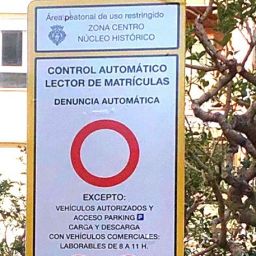 Área peatonal de uso restringido
ZONA CENTRO
NÚCLEO HISTÓRICO
CONTROL AUTOMÁTICO
LECTOR DE MATRÍCULAS
DENUNCIA AUTOMÁTICA
EXCEPTO:
VEHÍCULOS AUTORIZADOS Y
ACCESO PARKING P
CARGA Y DESCARGA
CON VEHÍCULOS COMERCIALES:
LABORABLES DE 8 A 11 H.